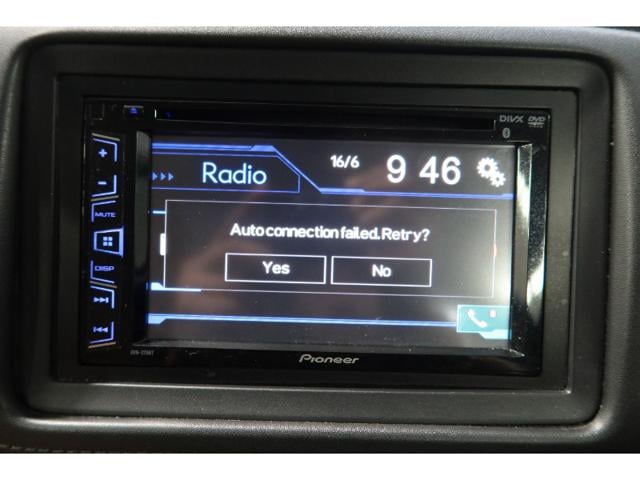 DIVX DVD
+
Radio
16/6
9 46
−
MUTE
Auto connection failed. Retry?
Yes
No
DISP
Pioneer